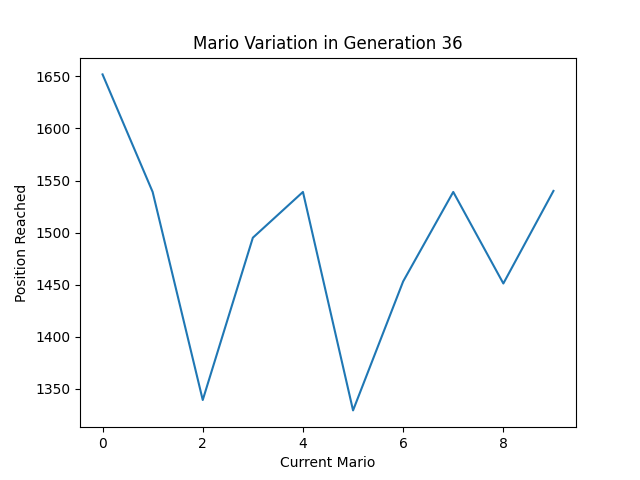 Mario Variation in Generation 36
Position Reached
1650
1600
1550
1500
1450
1400
1350
0 2 4 6 8
Current Mario